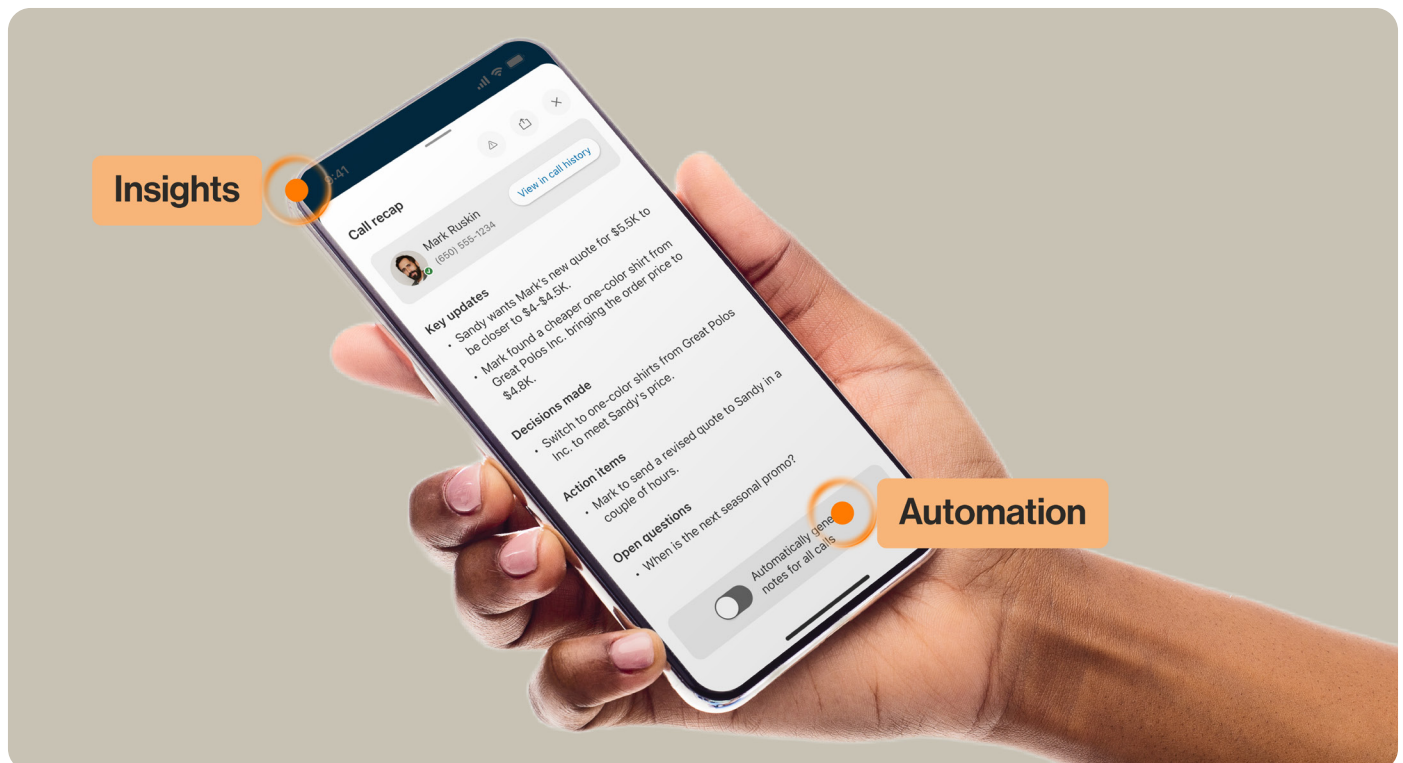 Insights
9:41
Call recap
Mark Ruskin
(650) 555-1234
View in call history
Key updates
• Sandy wants Mark's new quote for $5.5K to
be closer to $4-$4.5K.
• Mark found a cheaper one-color shirt from
Great Polos Inc. bringing the order price to
$4.8K.
Decisions made
• Switch to one-color shirts from Great Polos
Inc. to meet Sandy's price.
Action items
• Mark to send a revised quote to Sandy in a
couple of hours.
Open questions
• When is the next seasonal promo?
Automatically gene
notes for all calls
Automation